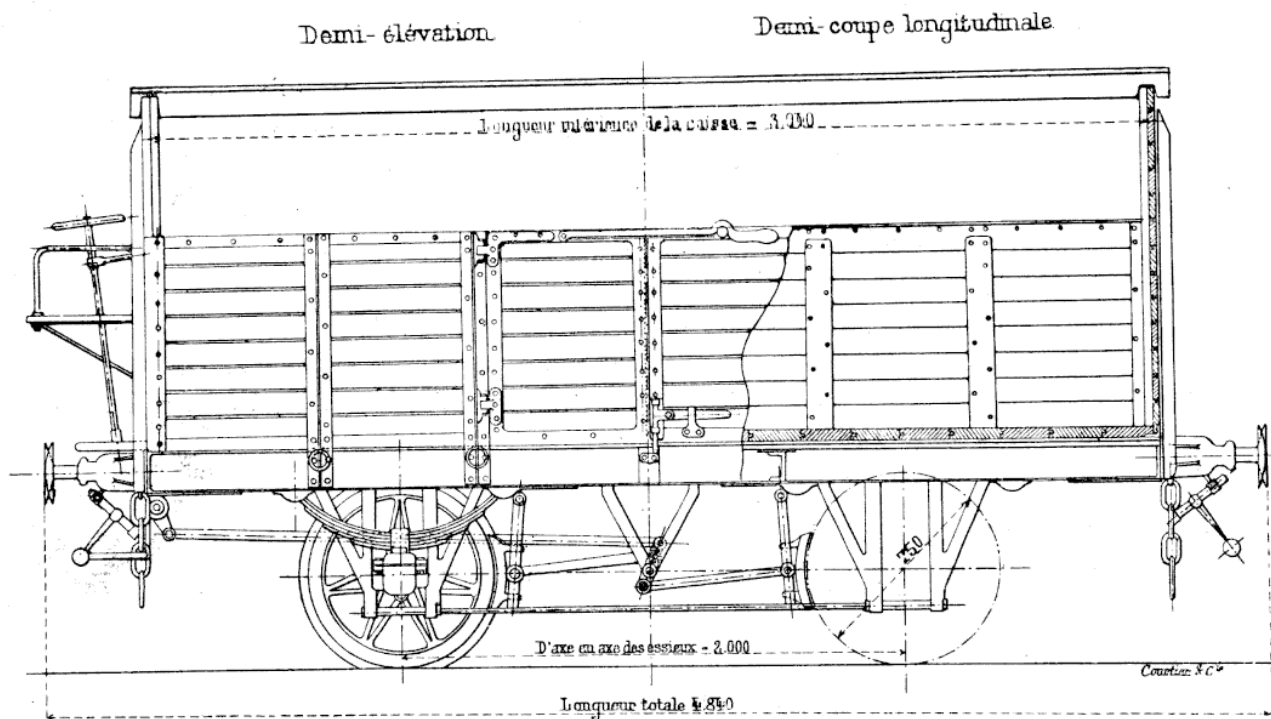 Demi-élévation
Demi-coupe longitudinale
Longueur intérieure de la caisse = 3.940
750
D'axe en axe des essieux = 2.000
Courtier & Cie
Longueur totale 4.840